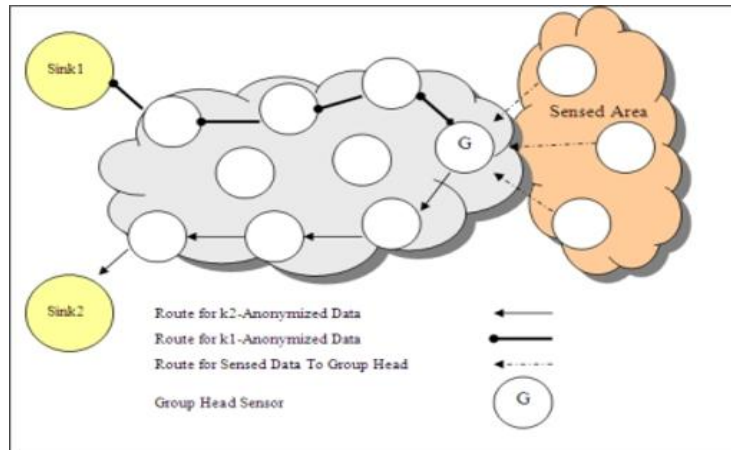 Sink1
Sensed Area
G
Sink2
Route for k2-Anonymized Data
Route for k1-Anonymized Data
Route for Sensed Data To Group Head
Group Head Sensor
G